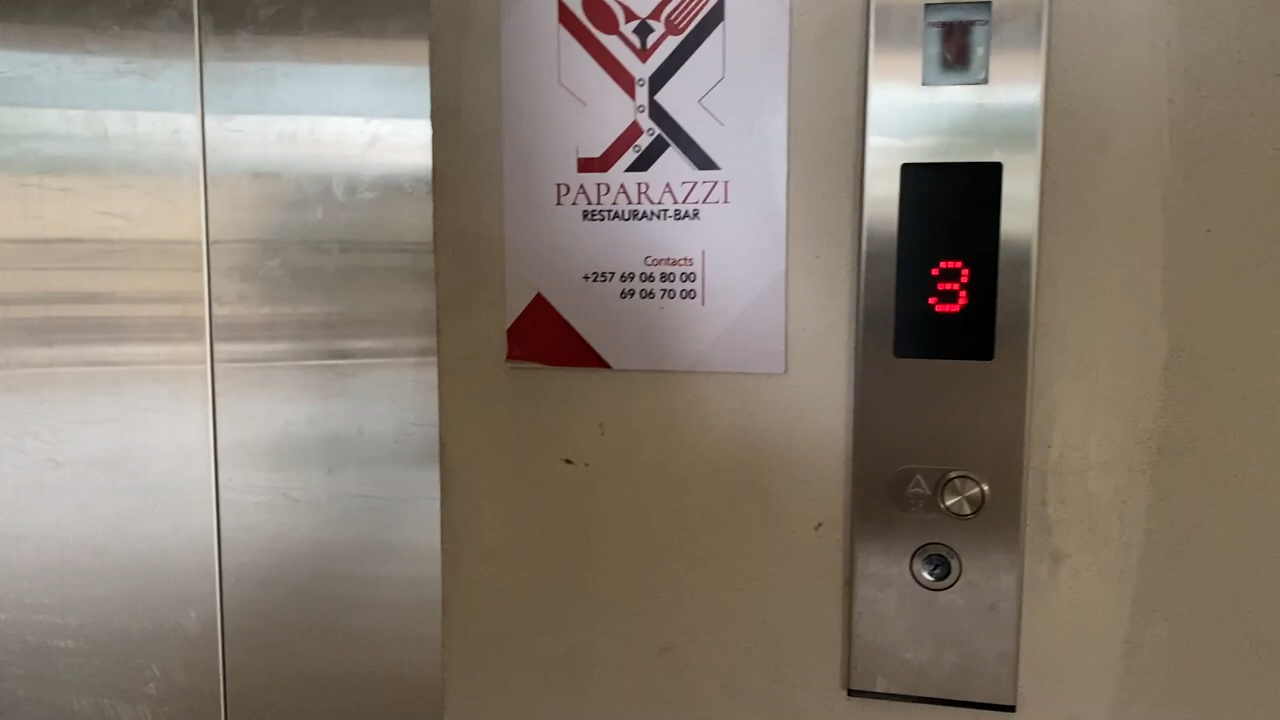 PAPARAZZI
RESTAURANT-BAR
Contacts
+257 69 06 80 00
69 06 70 00
3